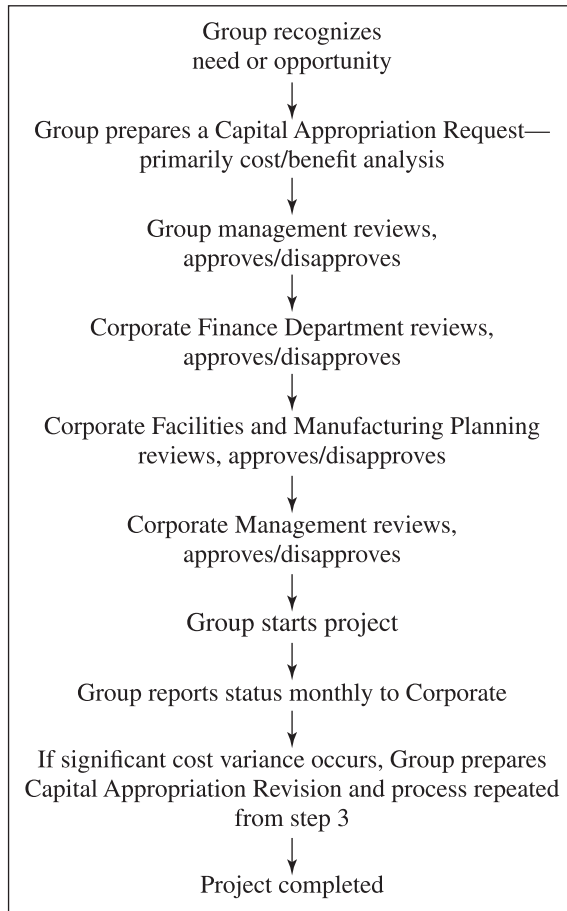 Group recognizes
need or opportunity
Group prepares a Capital Appropriation Request—
primarily cost/benefit analysis
Group management reviews,
approves/disapproves
Corporate Finance Department reviews,
approves/disapproves
Corporate Facilities and Manufacturing Planning
reviews, approves/disapproves
Corporate Management reviews,
approves/disapproves
Group starts project
Group reports status monthly to Corporate
If significant cost variance occurs, Group prepares
Capital Appropriation Revision and process repeated
from step 3
Project completed